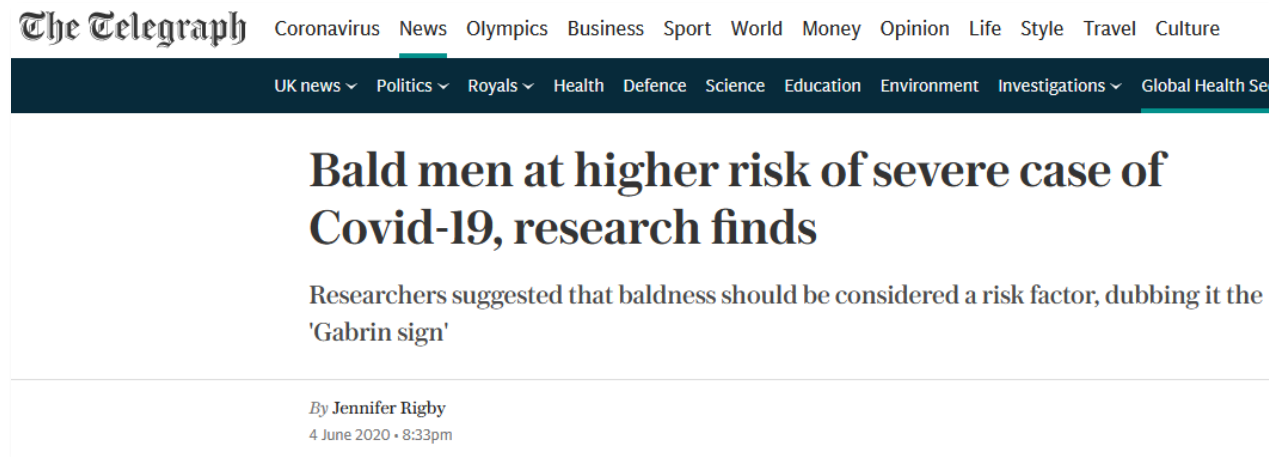 The Telegraph
Coronavirus News Olympics Business Sport World Money Opinion Life Style Travel Culture
UK news Politics Royals Health Defence Science Education Environment Investigations Global Health
Bald men at higher risk of severe case of
Covid-19, research finds
Researchers suggested that baldness should be considered a risk factor, dubbing it the
'Gabrin sign'
By Jennifer Rigby
4 June 2020 • 8:33pm